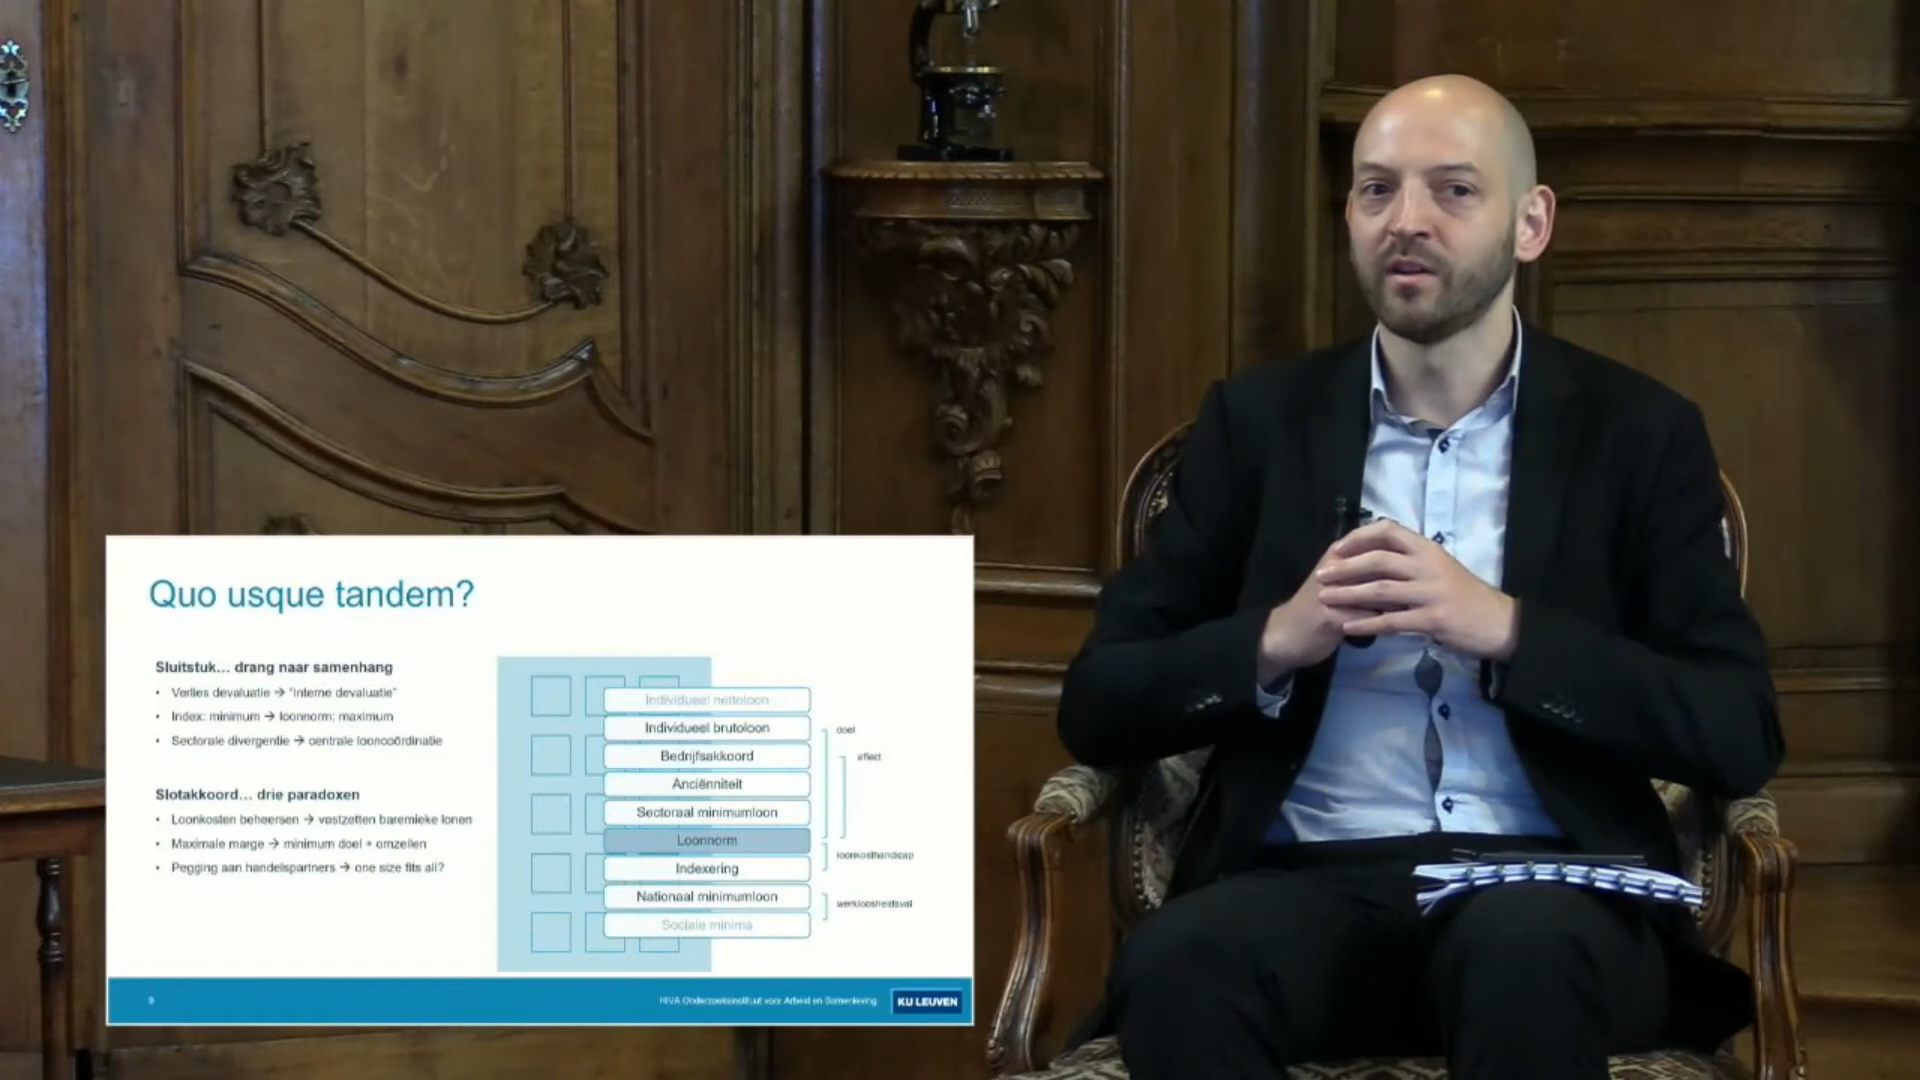 Quo usque tandem?
Sluitstuk... drang naar samenhang
• Verlies devaluatie → "interne devaluatie"
• Index: minimum → loonnorm: maximum
• Sectorale divergentie → centrale looncoördinatie
Slotakkoord... drie paradoxen
• Loonkosten beheersen → vastzetten baremieke lonen
• Maximale marge → minimum doel + omzeilen
• Pegging aan handelspartners → one size fits all?
Individueel nettoloon
Individueel brutoloon
doel
Bedrijfsakkoord
effect
Anciënniteit
Sectoraal minimumloon
Loonnorm
loonkosthandicap
Indexering
Nationaal minimumloon
werkloosheidsval
Sociale minima
9
HIVA Onderzoeksinstituut voor Arbeid en Samenleving
KU LEUVEN